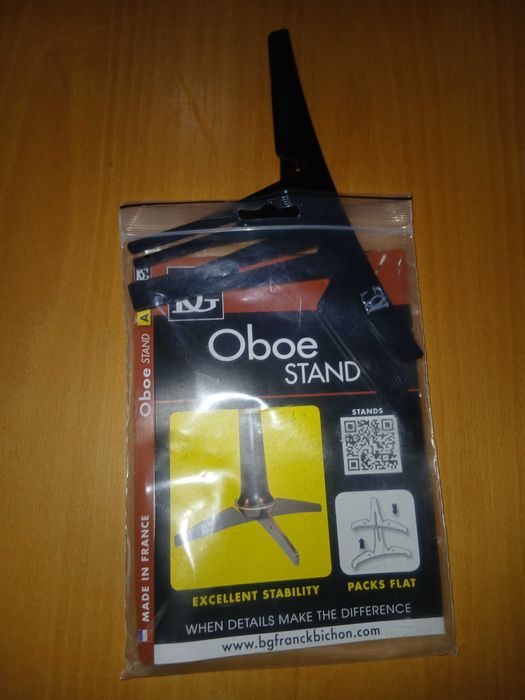 BG
Oboe
STAND
STANDS
EXCELLENT STABILITY
PACKS FLAT
WHEN DETAILS MAKE THE DIFFERENCE
www.bgfranckbichon.com
MADE IN FRANCE
Oboe STAND A
BG